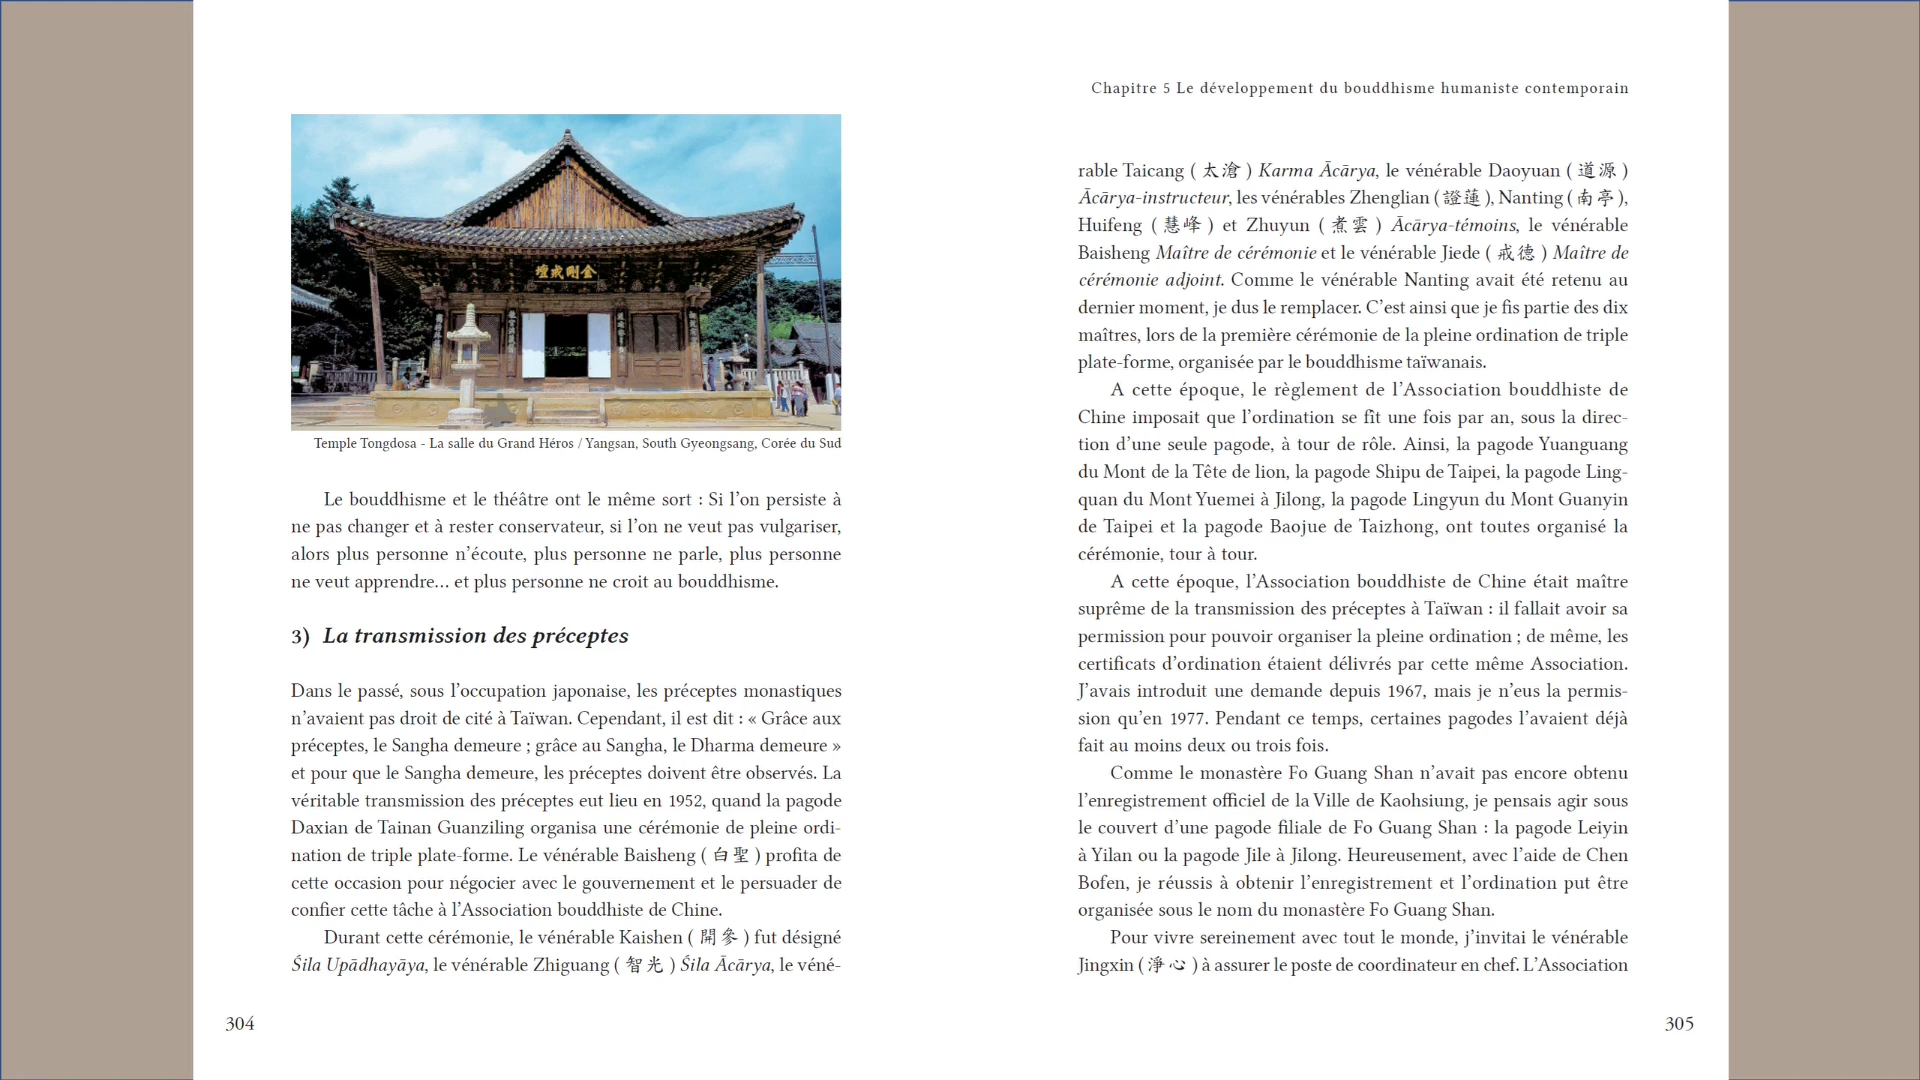 金剛戒壇
Temple Tongdosa - La salle du Grand Héros / Yangsan, South Gyeongsang, Corée du Sud
Le bouddhisme et le théâtre ont le même sort : Si l’on persiste à
ne pas changer et à rester conservateur, si l’on ne veut pas vulgariser,
alors plus personne n’écoute, plus personne ne parle, plus personne
ne veut apprendre… et plus personne ne croit au bouddhisme.
3) La transmission des préceptes
Dans le passé, sous l’occupation japonaise, les préceptes monastiques
n’avaient pas droit de cité à Taïwan. Cependant, il est dit : « Grâce aux
préceptes, le Sangha demeure ; grâce au Sangha, le Dharma demeure »
et pour que le Sangha demeure, les préceptes doivent être observés. La
véritable transmission des préceptes eut lieu en 1952, quand la pagode
Daxian de Tainan Guanziling organisa une cérémonie de pleine ordi-
nation de triple plate-forme. Le vénérable Baisheng ( 白聖 ) profita de
cette occasion pour négocier avec le gouvernement et le persuader de
confier cette tâche à l’Association bouddhiste de Chine.
Durant cette cérémonie, le vénérable Kaishen ( 開參 ) fut désigné
Śila Upādhayāya, le vénérable Zhiguang ( 智光 ) Śila Ācārya, le véné-
304
Chapitre 5 Le développement du bouddhisme humaniste contemporain
rable Taicang ( 太滄 ) Karma Ācārya, le vénérable Daoyuan ( 道源 )
Ācārya-instructeur, les vénérables Zhenglian ( 證蓮 ), Nanting ( 南亭 ),
Huifeng ( 慧峰 ) et Zhuyun ( 煮雲 ) Ācārya-témoins, le vénérable
Baisheng Maître de cérémonie et le vénérable Jiede ( 戒德 ) Maître de
cérémonie adjoint. Comme le vénérable Nanting avait été retenu au
dernier moment, je dus le remplacer. C’est ainsi que je fis partie des dix
maîtres, lors de la première cérémonie de la pleine ordination de triple
plate-forme, organisée par le bouddhisme taïwanais.
A cette époque, le règlement de l’Association bouddhiste de
Chine imposait que l’ordination se fît une fois par an, sous la direc-
tion d’une seule pagode, à tour de rôle. Ainsi, la pagode Yuanguang
du Mont de la Tête de lion, la pagode Shipu de Taipei, la pagode Ling-
quan du Mont Yuemei à Jilong, la pagode Lingyun du Mont Guanyin
de Taipei et la pagode Baojue de Taizhong, ont toutes organisé la
cérémonie, tour à tour.
A cette époque, l’Association bouddhiste de Chine était maître
suprême de la transmission des préceptes à Taïwan : il fallait avoir sa
permission pour pouvoir organiser la pleine ordination ; de même, les
certificats d’ordination étaient délivrés par cette même Association.
J’avais introduit une demande depuis 1967, mais je n’eus la permis-
sion qu’en 1977. Pendant ce temps, certaines pagodes l’avaient déjà
fait au moins deux ou trois fois.
Comme le monastère Fo Guang Shan n’avait pas encore obtenu
l’enregistrement officiel de la Ville de Kaohsiung, je pensais agir sous
le couvert d’une pagode filiale de Fo Guang Shan : la pagode Leiyin
à Yilan ou la pagode Jile à Jilong. Heureusement, avec l’aide de Chen
Bofen, je réussis à obtenir l’enregistrement et l’ordination put être
organisée sous le nom du monastère Fo Guang Shan.
Pour vivre sereinement avec tout le monde, j’invitai le vénérable
Jingxin ( 淨心 ) à assurer le poste de coordinateur en chef. L’Association
305